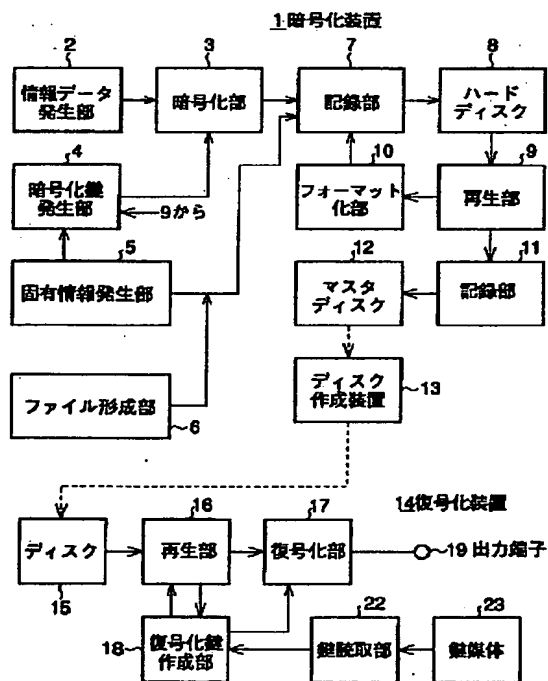 1暗号化装置
2
3
7
8
情報データ
発生部
暗号化部
記録部
ハード
ディスク
4
10
9
暗号化鍵
発生部
9から
フォーマット
化部
再生部
5
12
11
固有情報発生部
マスタ
ディスク
記録部
ファイル形成部
6
ディスク
作成装置
13
14復号化装置
16
17
ディスク
再生部
復号化部
19 出力端子
15
22
23
18
復号化鍵
作成部
鍵読取部
鍵媒体